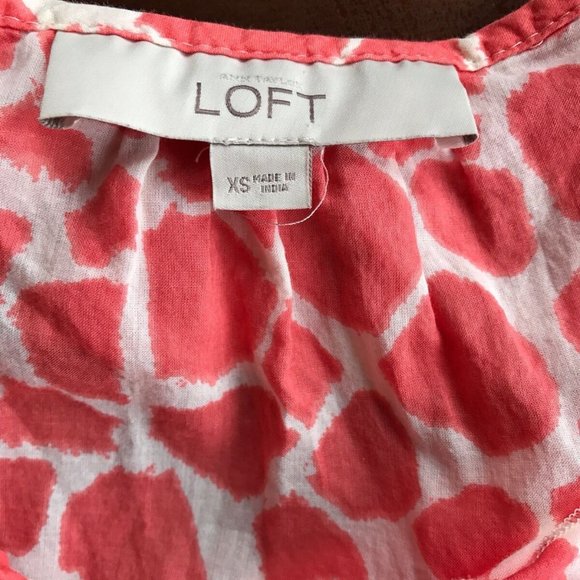 ANN TAYLOR
LOFT
XS MADE IN
INDIA